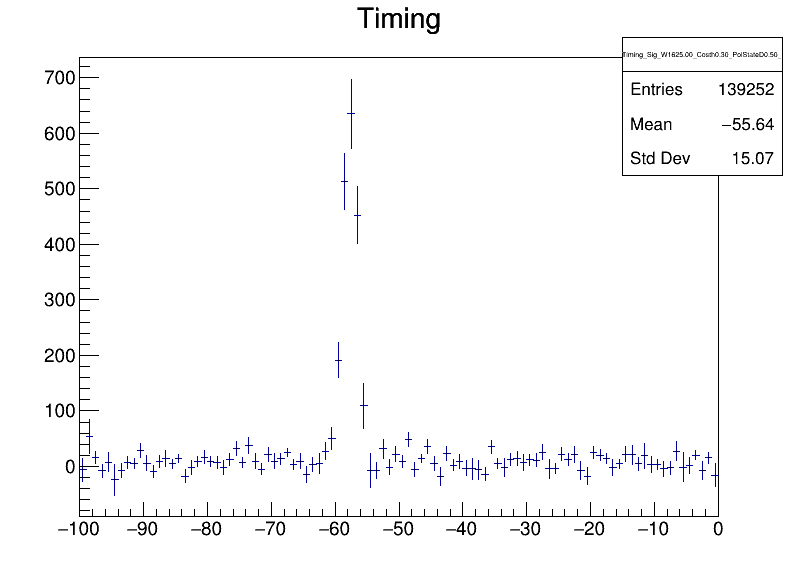 Timing
Timing_Sig_W1625.00_Costh0.30_PolStateD0.50_
Entries 139252
Mean −55.64
Std Dev 15.07
700
600
500
400
300
200
100
0
−100 −90 −80 −70 −60 −50 −40 −30 −20 −10 0